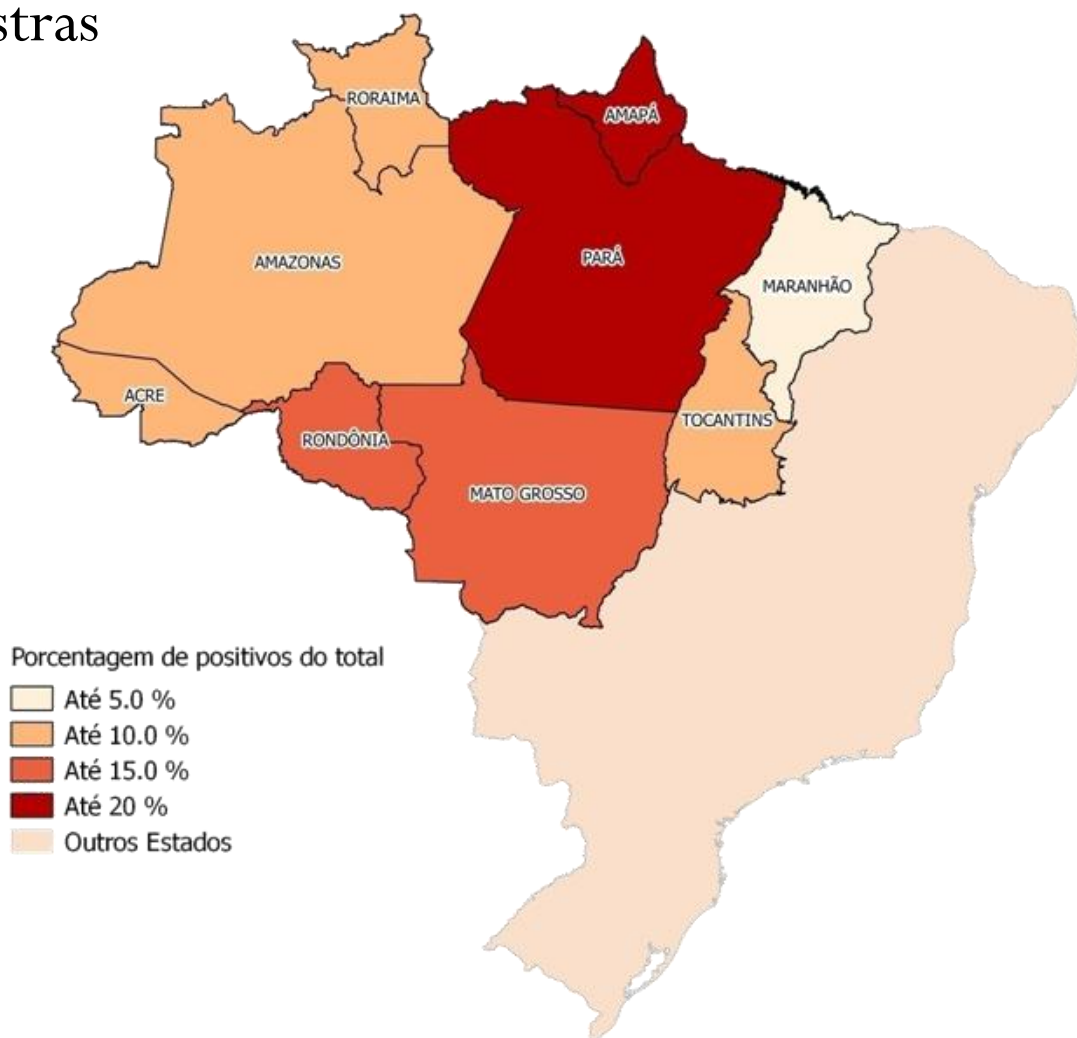 stras
RORAIMA
AMAPÁ
AMAZONAS
PARÁ
MARANHÃO
ACRE
TOCANTINS
RONDÔNIA
MATO GROSSO
Porcentagem de positivos do total
Até 5.0 %
Até 10.0 %
Até 15.0 %
Até 20 %
Outros Estados